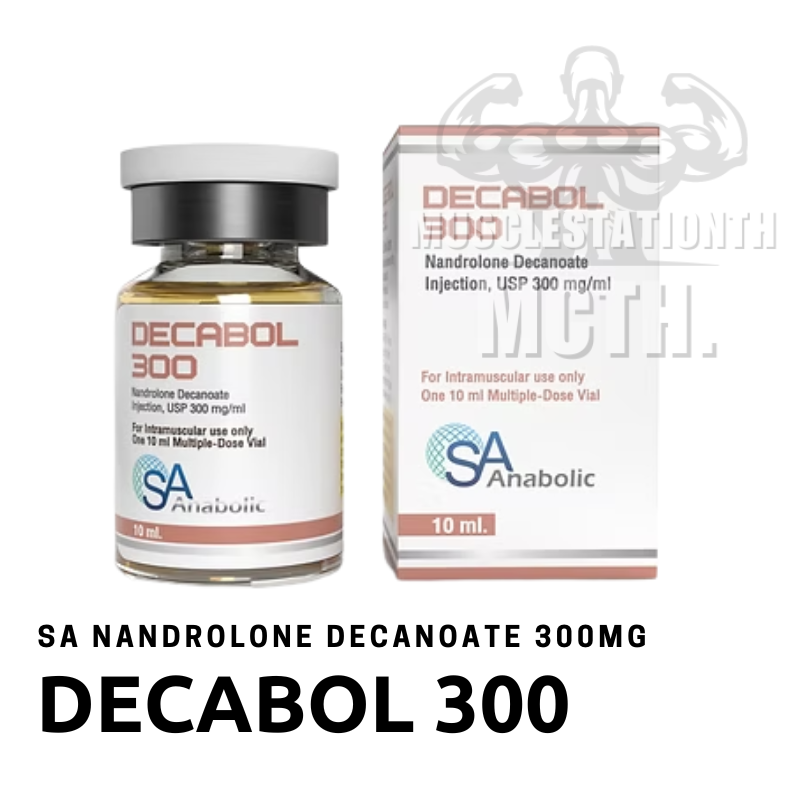 DECABOL
300
Nandrolone Decanoate
Injection, USP 300 mg/ml
For Intramuscular use only
One 10 ml Multiple-Dose Vial
SA
Anabolic
10 ml.
DECABOL
300
MUSCLESTATIONTH
Nandrolone Decanoate
Injection, USP 300 mg/ml
MCTH.
For Intramuscular use only
One 10 ml Multiple-Dose Vial
SA
Anabolic
10 ml.
SA NANDROLONE DECANOATE 300MG
DECABOL 300